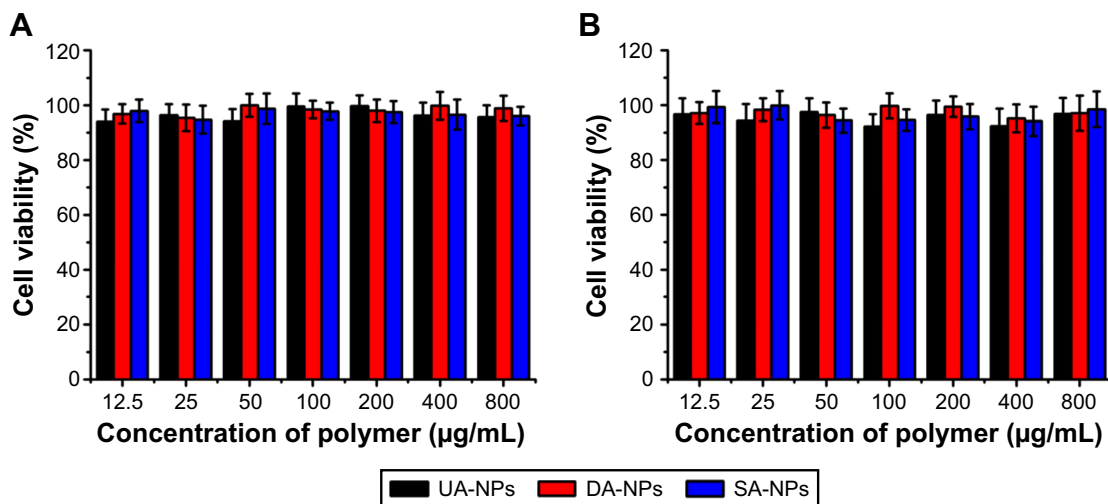 A
120
100
80
60
40
20
0
Cell viability (%)
12.5 25 50 100 200 400 800
Concentration of polymer (µg/mL)
B
120
100
80
60
40
20
0
Cell viability (%)
12.5 25 50 100 200 400 800
Concentration of polymer (µg/mL)
UA-NPs DA-NPs SA-NPs